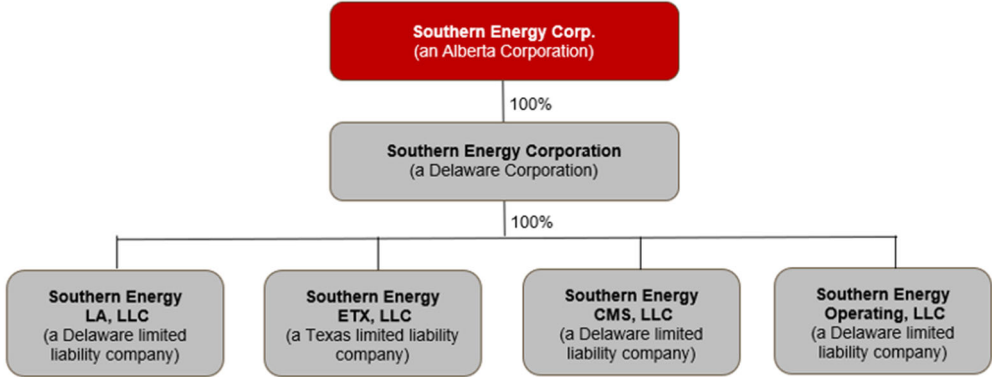 Southern Energy Corp.
(an Alberta Corporation)
100%
Southern Energy Corporation
(a Delaware Corporation)
100%
Southern Energy
LA, LLC
(a Delaware limited
liability company)
Southern Energy
ETX, LLC
(a Texas limited liability
company)
Southern Energy
CMS, LLC
(a Delaware limited
liability company)
Southern Energy
Operating, LLC
(a Delaware limited
liability company)